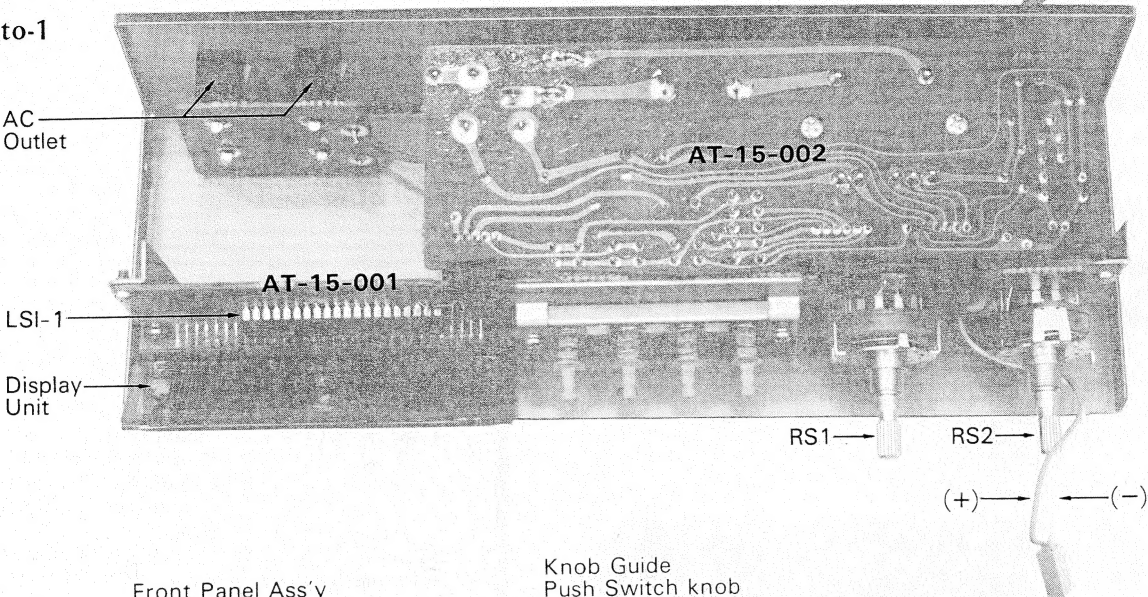 to-1
AC
Outlet
AT-15-002
AT-15-001
LSI-1
Display
Unit
RS1
RS2
(+)
(-)
Front Panel Ass'y
Knob Guide
Push Switch knob